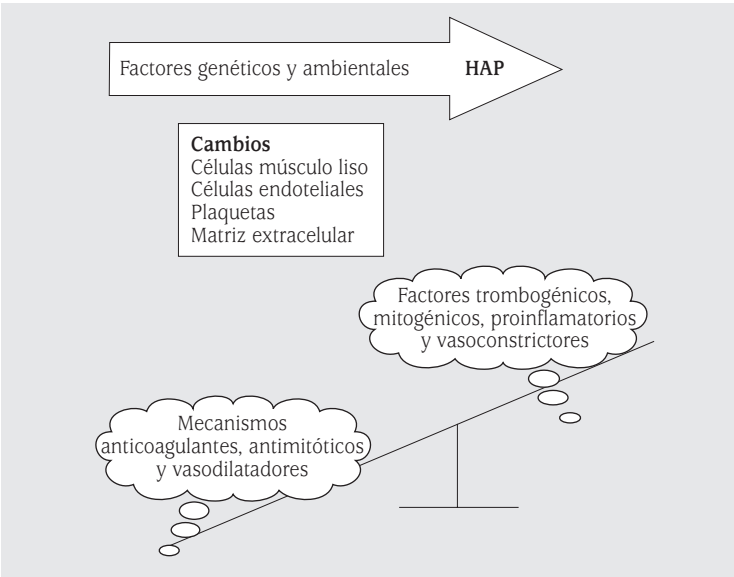 Factores genéticos y ambientales HAP
Cambios
Células músculo liso
Células endoteliales
Plaquetas
Matriz extracelular
Factores trombogénicos,
mitogénicos, proinflamatorios
y vasoconstrictores
Mecanismos
anticoagulantes, antimitóticos
y vasodilatadores